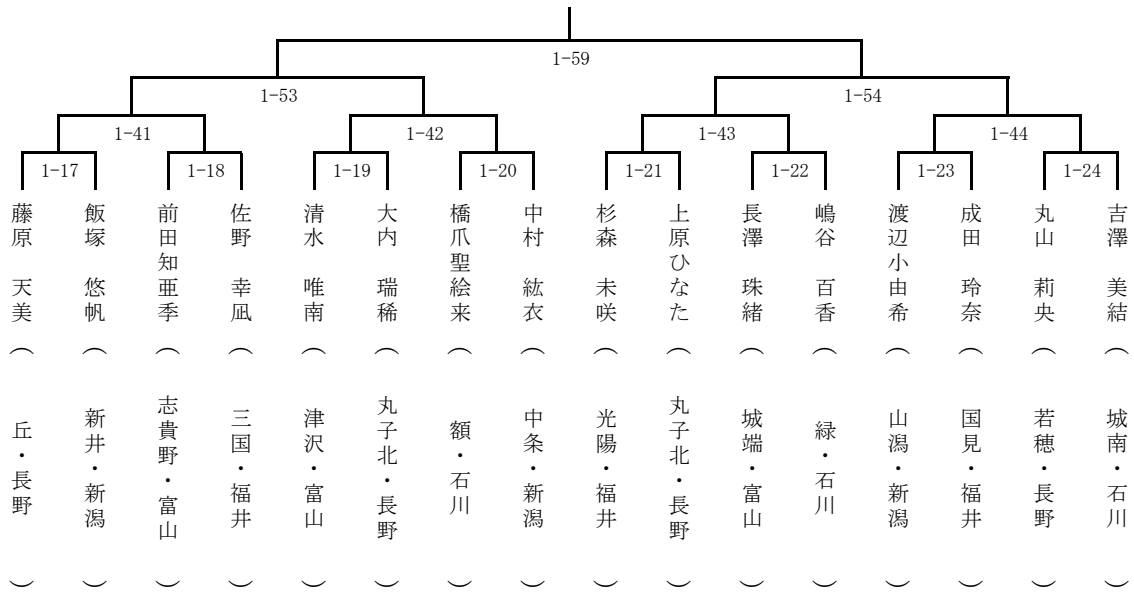 1-59
1-53 1-54
1-41 1-42 1-43 1-44
1-17 1-18 1-19 1-20 1-21 1-22 1-23 1-24
藤原 天美 ( 丘・長野 )
飯塚 悠帆 ( 新井・新潟 )
前田知亜季 ( 志貴野・富山 )
佐野 幸凪 ( 三国・福井 )
清水 唯南 ( 津沢・富山 )
大内 瑞稀 ( 丸子北・長野 )
橋爪聖絵来 ( 額・石川 )
中村 紘衣 ( 中条・新潟 )
杉森 未咲 ( 光陽・福井 )
上原ひなた ( 丸子北・長野 )
長澤 珠緒 ( 城端・富山 )
嶋谷 百香 ( 緑・石川 )
渡辺小由希 ( 山潟・新潟 )
成田 玲奈 ( 国見・福井 )
丸山 莉央 ( 若穂・長野 )
吉澤 美結 ( 城南・石川 )